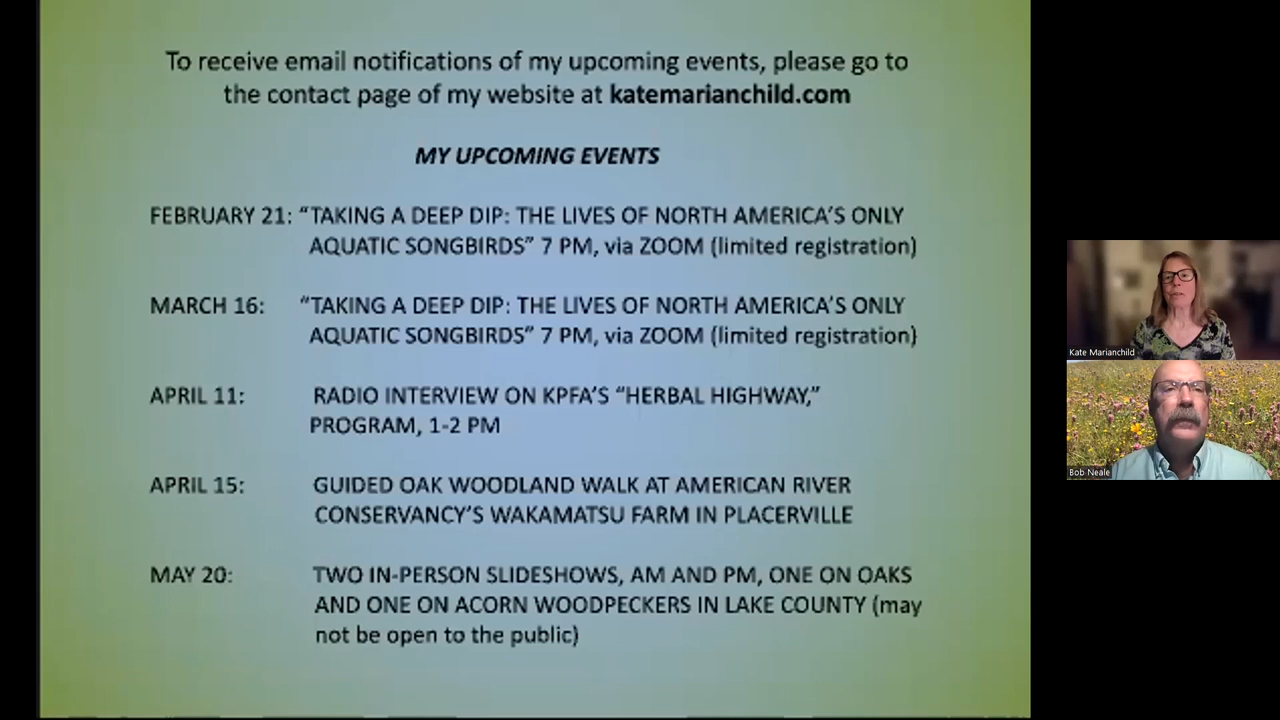 To receive email notifications of my upcoming events, please go to
the contact page of my website at katemarianchild.com
MY UPCOMING EVENTS
FEBRUARY 21: “TAKING A DEEP DIP: THE LIVES OF NORTH AMERICA’S ONLY
AQUATIC SONGBIRDS” 7 PM, via ZOOM (limited registration)
MARCH 16: “TAKING A DEEP DIP: THE LIVES OF NORTH AMERICA’S ONLY
AQUATIC SONGBIRDS” 7 PM, via ZOOM (limited registration)
APRIL 11: RADIO INTERVIEW ON KPFA’S “HERBAL HIGHWAY,”
PROGRAM, 1-2 PM
APRIL 15: GUIDED OAK WOODLAND WALK AT AMERICAN RIVER
CONSERVANCY’S WAKAMATSU FARM IN PLACERVILLE
MAY 20: TWO IN-PERSON SLIDESHOWS, AM AND PM, ONE ON OAKS
AND ONE ON ACORN WOODPECKERS IN LAKE COUNTY (may
not be open to the public)
Kate Marianchild
Bob Neale